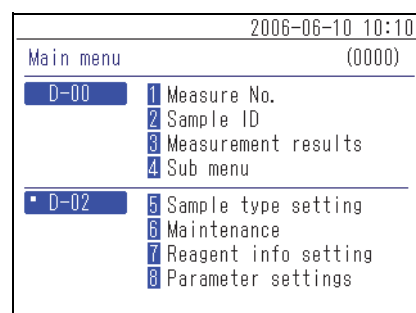 2006-06-10 10:10
Main menu (0000)
D-00 1 Measure No.
2 Sample ID
3 Measurement results
4 Sub menu
D-02 5 Sample type setting
6 Maintenance
7 Reagent info setting
8 Parameter settings